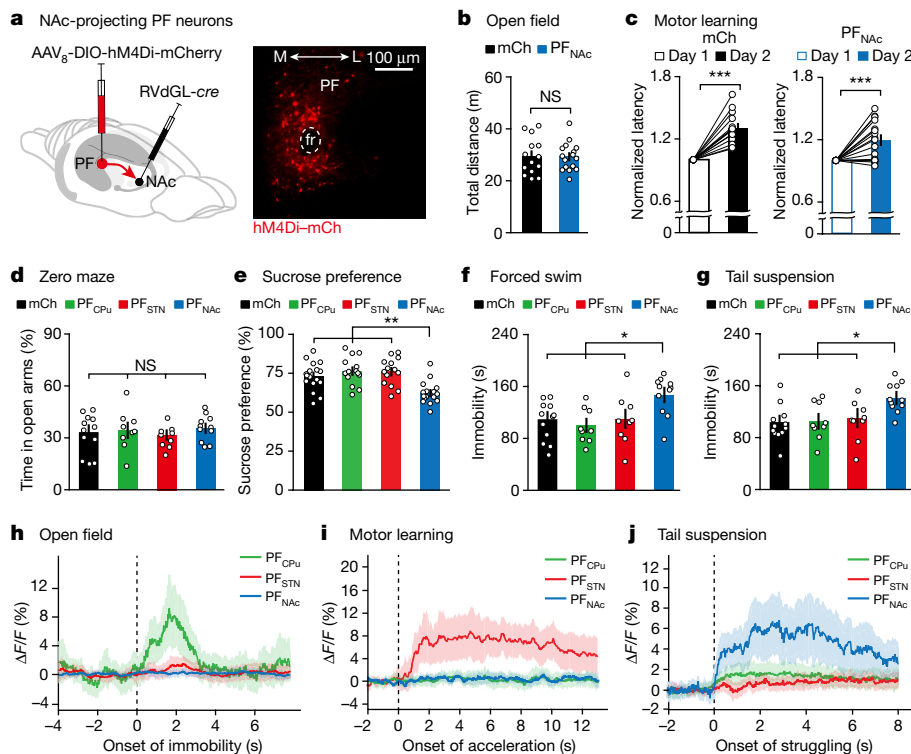 a NAc-projecting PF neurons
AAV8-DIO-hM4Di-mCherry
RVdGL-cre
PF
NAc
M L
100 μm
PF
fr
hM4Di–mCh
b Open field
mCh PFNAc
NS
Total distance (m)
60
40
20
0
c Motor learning
mCh
Day 1 Day 2
***
Normalized latency
1.8
1.2
0.6
PFNAc
Day 1 Day 2
***
Normalized latency
1.8
1.2
0.6
d Zero maze
mCh PFCPu PFSTN PFNAc
NS
Time in open arms (%)
90
60
30
0
e Sucrose preference
mCh PFCPu PFSTN PFNAc
**
Sucrose preference (%)
100
75
50
25
0
f Forced swim
mCh PFCPu PFSTN PFNAc
*
Immobility (s)
240
160
80
0
g Tail suspension
mCh PFCPu PFSTN PFNAc
*
Immobility (s)
240
160
80
0
h Open field
PFCPu
PFSTN
PFNAc
ΔF/F (%)
16
12
8
4
0
−4
−4 −2 0 2 4 6
Onset of immobility (s)
i Motor learning
PFCPu
PFSTN
PFNAc
ΔF/F (%)
20
16
12
8
4
0
−4
−2 0 2 4 6 8 10 12
Onset of acceleration (s)
j Tail suspension
PFCPu
PFSTN
PFNAc
ΔF/F (%)
12
10
8
6
4
2
0
−2
−2 0 2 4 6 8
Onset of struggling (s)